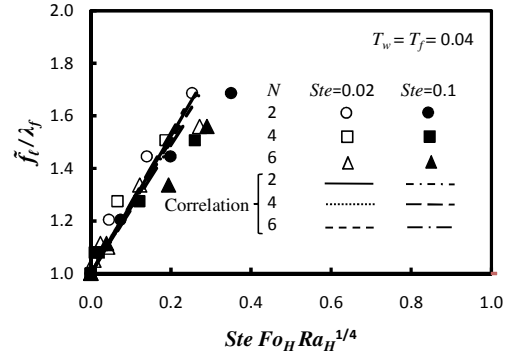 2.0
1.8
1.6
1.4
1.2
1.0
f̃ℓ/λf
T_w = T_f = 0.04
N Ste=0.02 Ste=0.1
2
4
6
2
Correlation 4
6
0.0 0.2 0.4 0.6 0.8 1.0
Ste Fo_H Ra_H^1/4